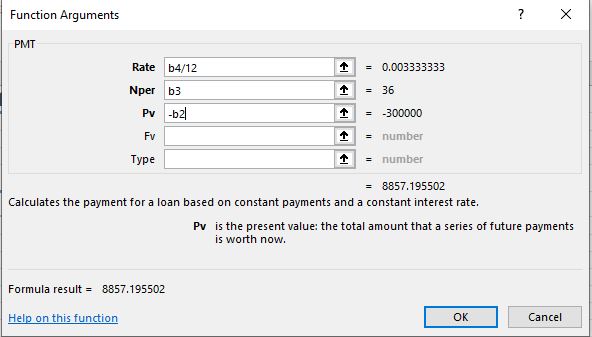 Function Arguments ? ✕
PMT
Rate b4/12 = 0.003333333
Nper b3 = 36
Pv -b2 = -300000
Fv = number
Type = number
= 8857.195502
Calculates the payment for a loan based on constant payments and a constant interest rate.
Pv is the present value: the total amount that a series of future payments
is worth now.
Formula result = 8857.195502
Help on this function OK Cancel